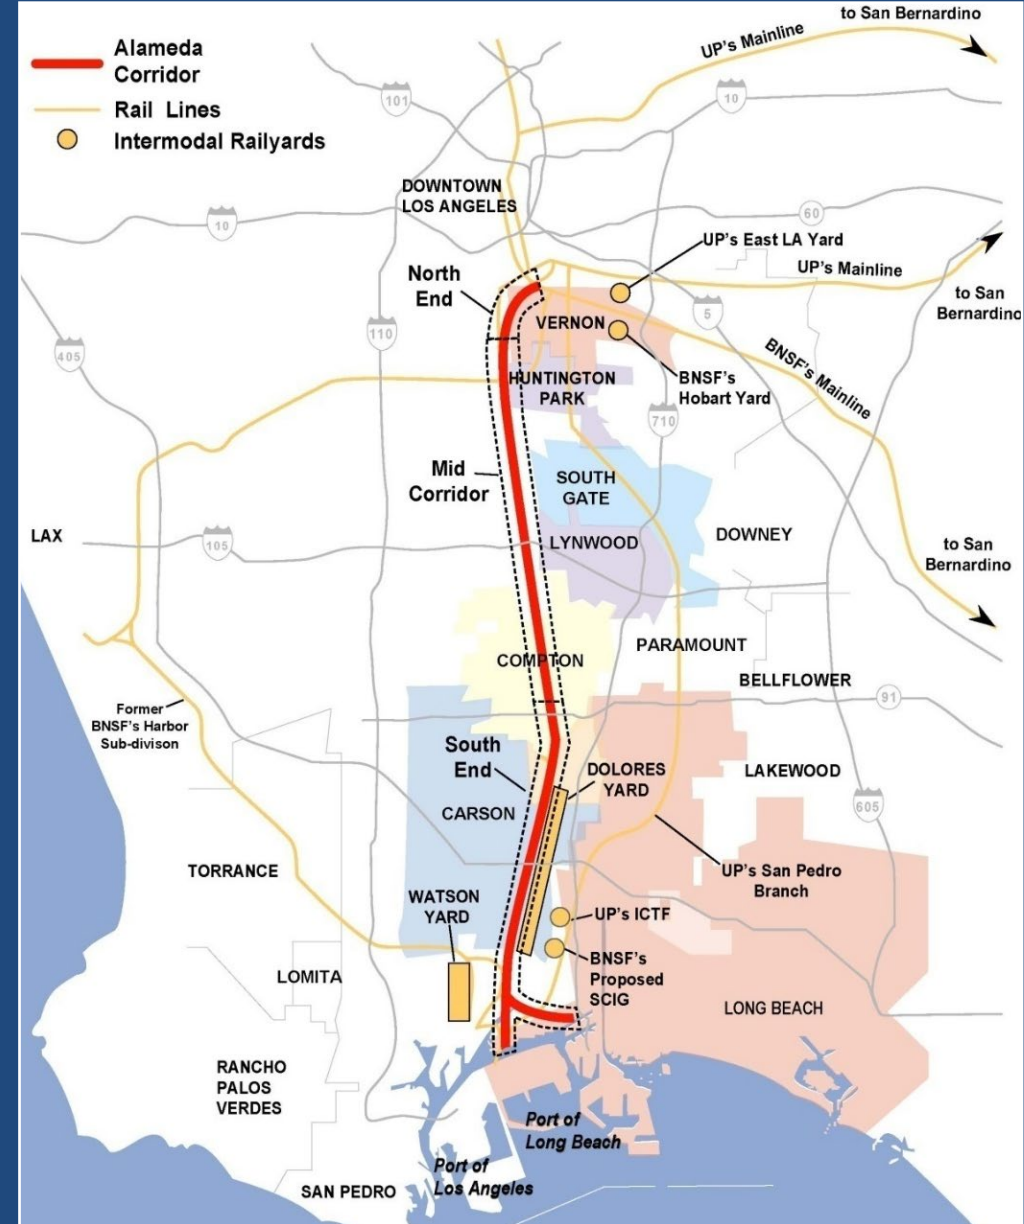 to San Bernardino
UP's Mainline
Alameda
Corridor
Rail Lines
Intermodal Railyards
101
10
DOWNTOWN
LOS ANGELES
10
60
UP's East LA Yard
UP's Mainline
North
End
to San
Bernardino
5
VERNON
110
405
BNSF's Mainline
HUNTINGTON
PARK
BNSF's
Hobart Yard
710
Mid
Corridor
SOUTH
GATE
LAX
105
LYNWOOD
DOWNEY
to San
Bernardino
PARAMOUNT
COMPTON
BELLFLOWER
91
Former
BNSF's Harbor
Sub-divison
South
End
DOLORES
YARD
LAKEWOOD
605
CARSON
TORRANCE
UP's San Pedro
Branch
WATSON
YARD
UP's ICTF
BNSF's
Proposed
SCIG
LOMITA
LONG BEACH
RANCHO
PALOS
VERDES
Port of
Long Beach
Port of
Los Angeles
SAN PEDRO